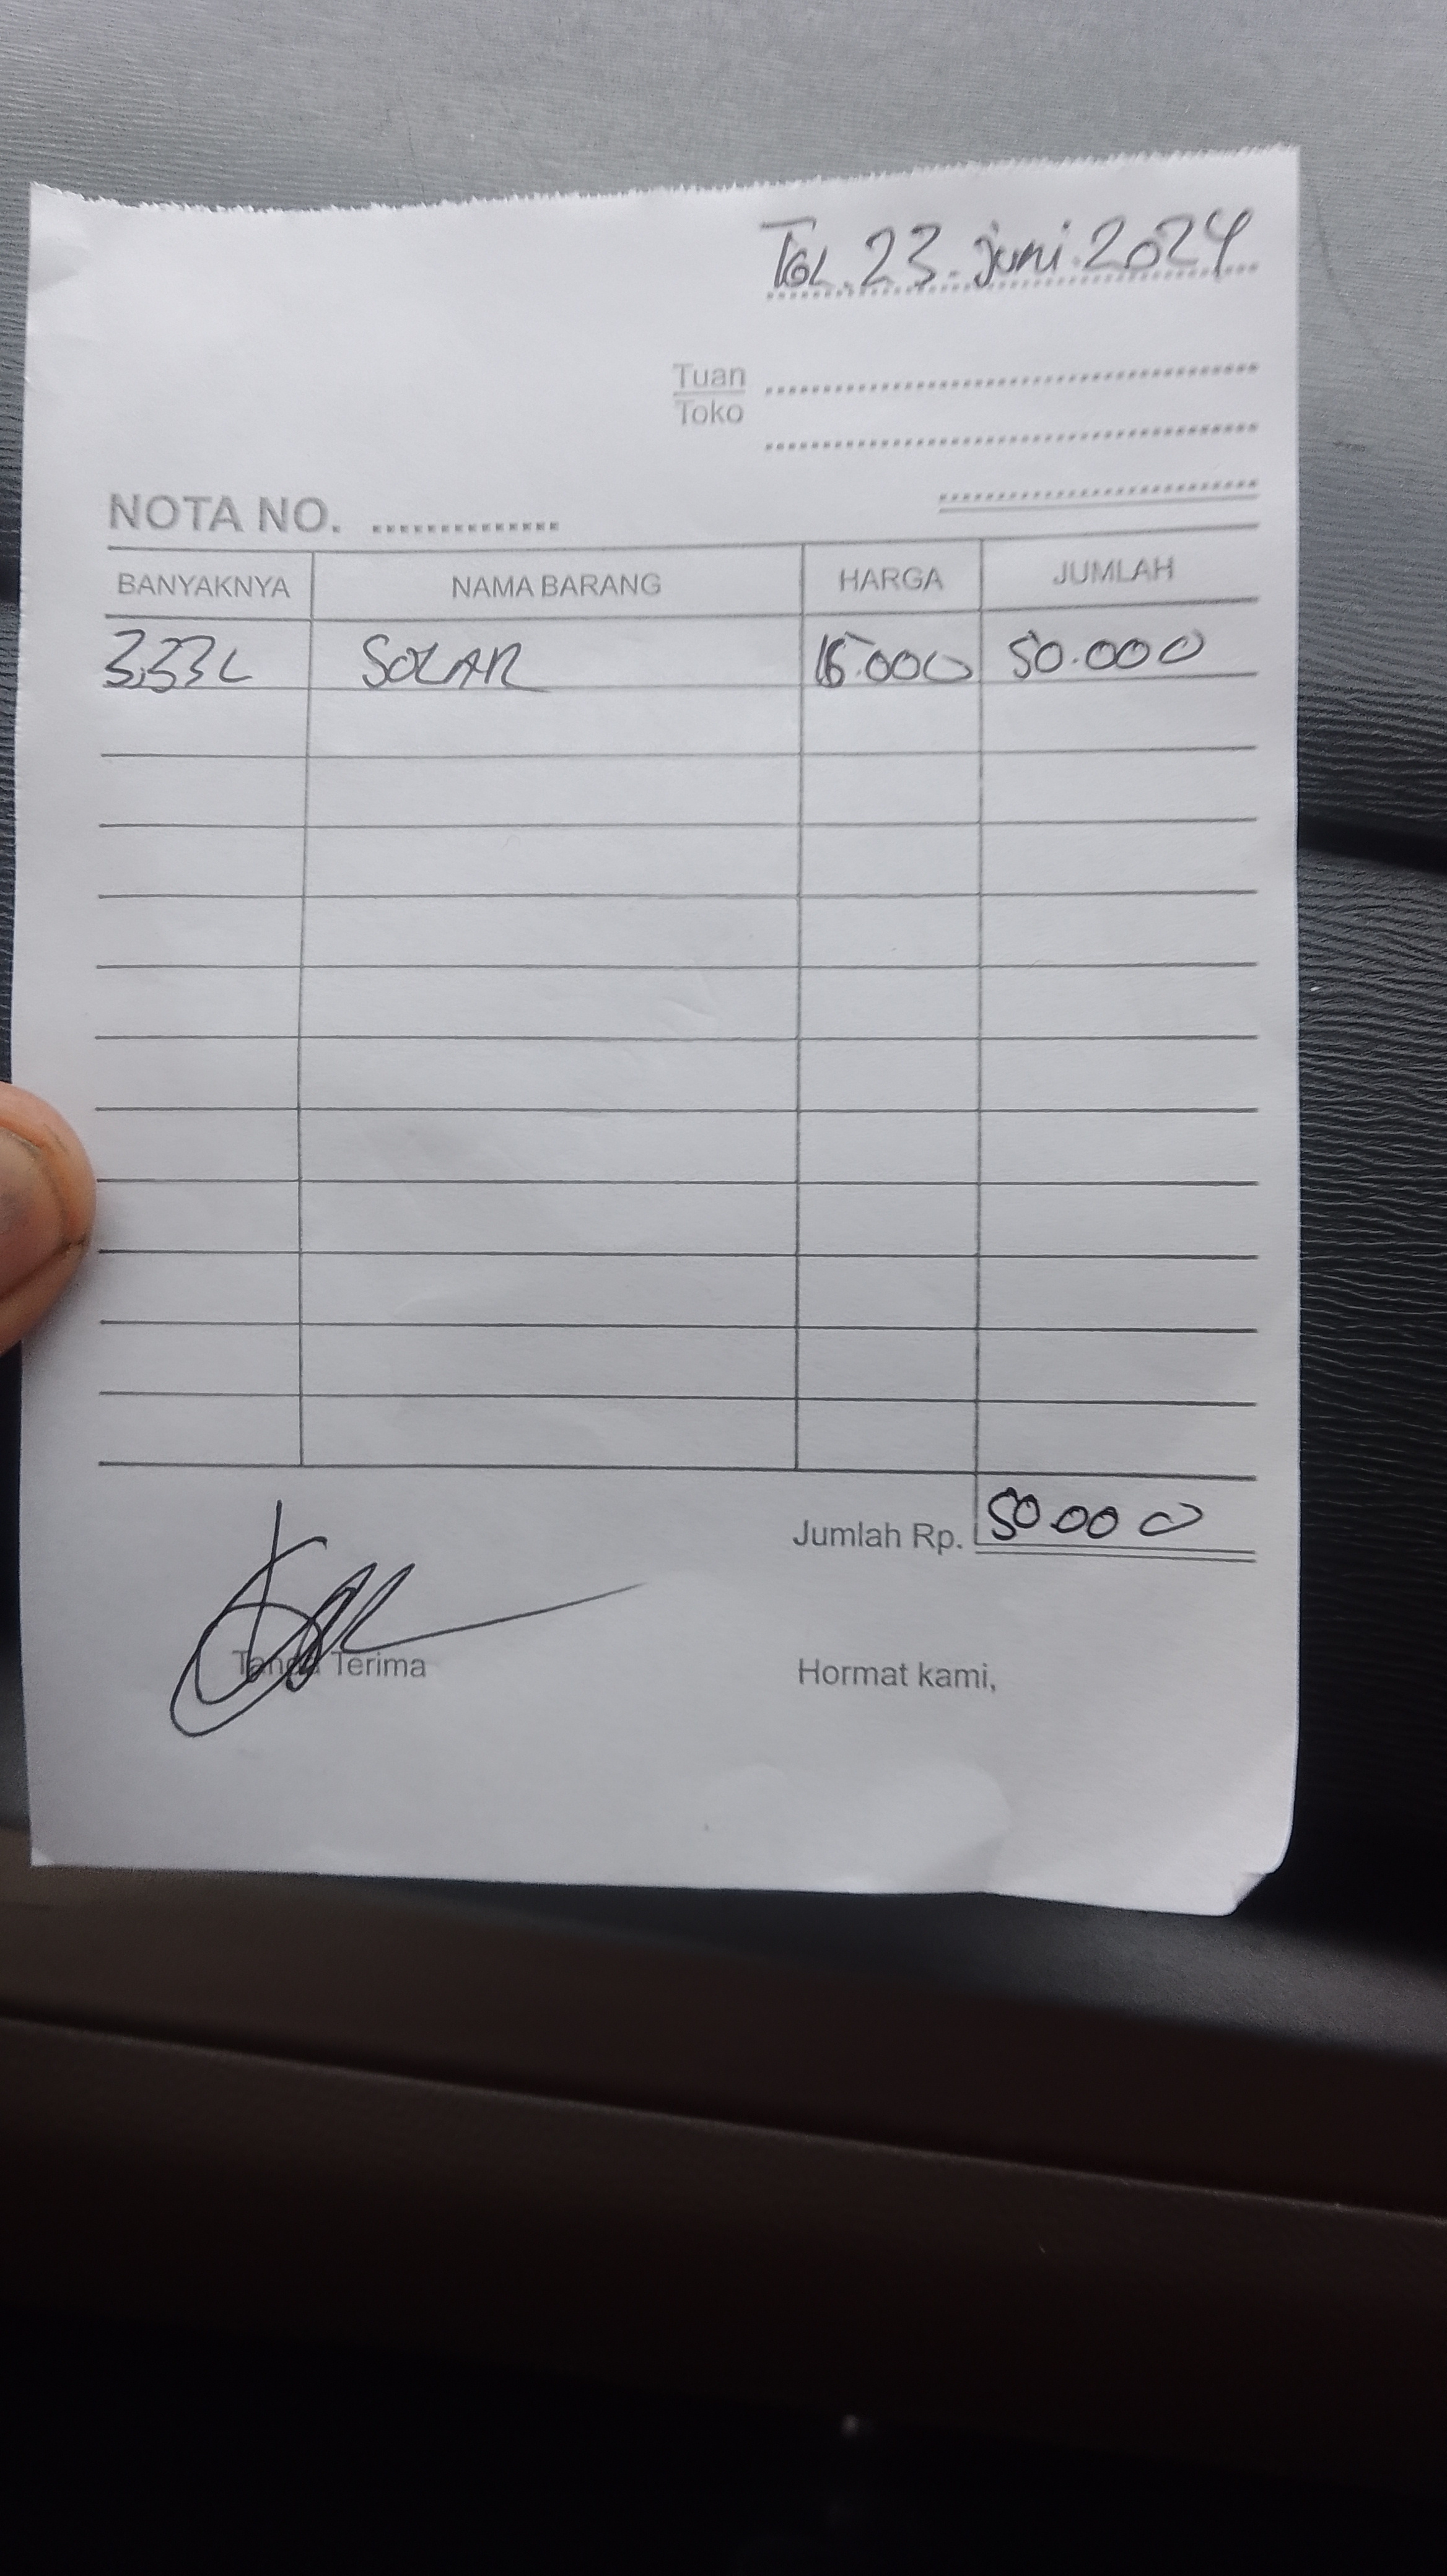 TGL. 23. juni. 2024
Tuan
Toko
NOTA NO. ..............
BANYAKNYA NAMA BARANG HARGA JUMLAH
3,33 L SOLAR 15.000 50.000
Jumlah Rp. 50.000
Tanda Terima Hormat kami,